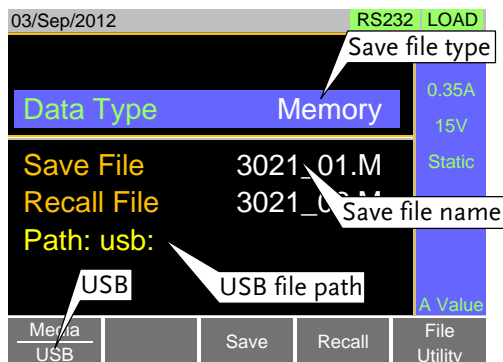 03/Sep/2012 RS232 LOAD
Save file type
Data Type Memory
0.35A
15V
Save File 3021_01.M
Static
Recall File
Save file name
Path: usb:
USB
USB file path
A Value
Media
USB
Save
Recall
File
Utility